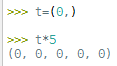 >>> t=(0,)
>>> t*5
(0, 0, 0, 0, 0)